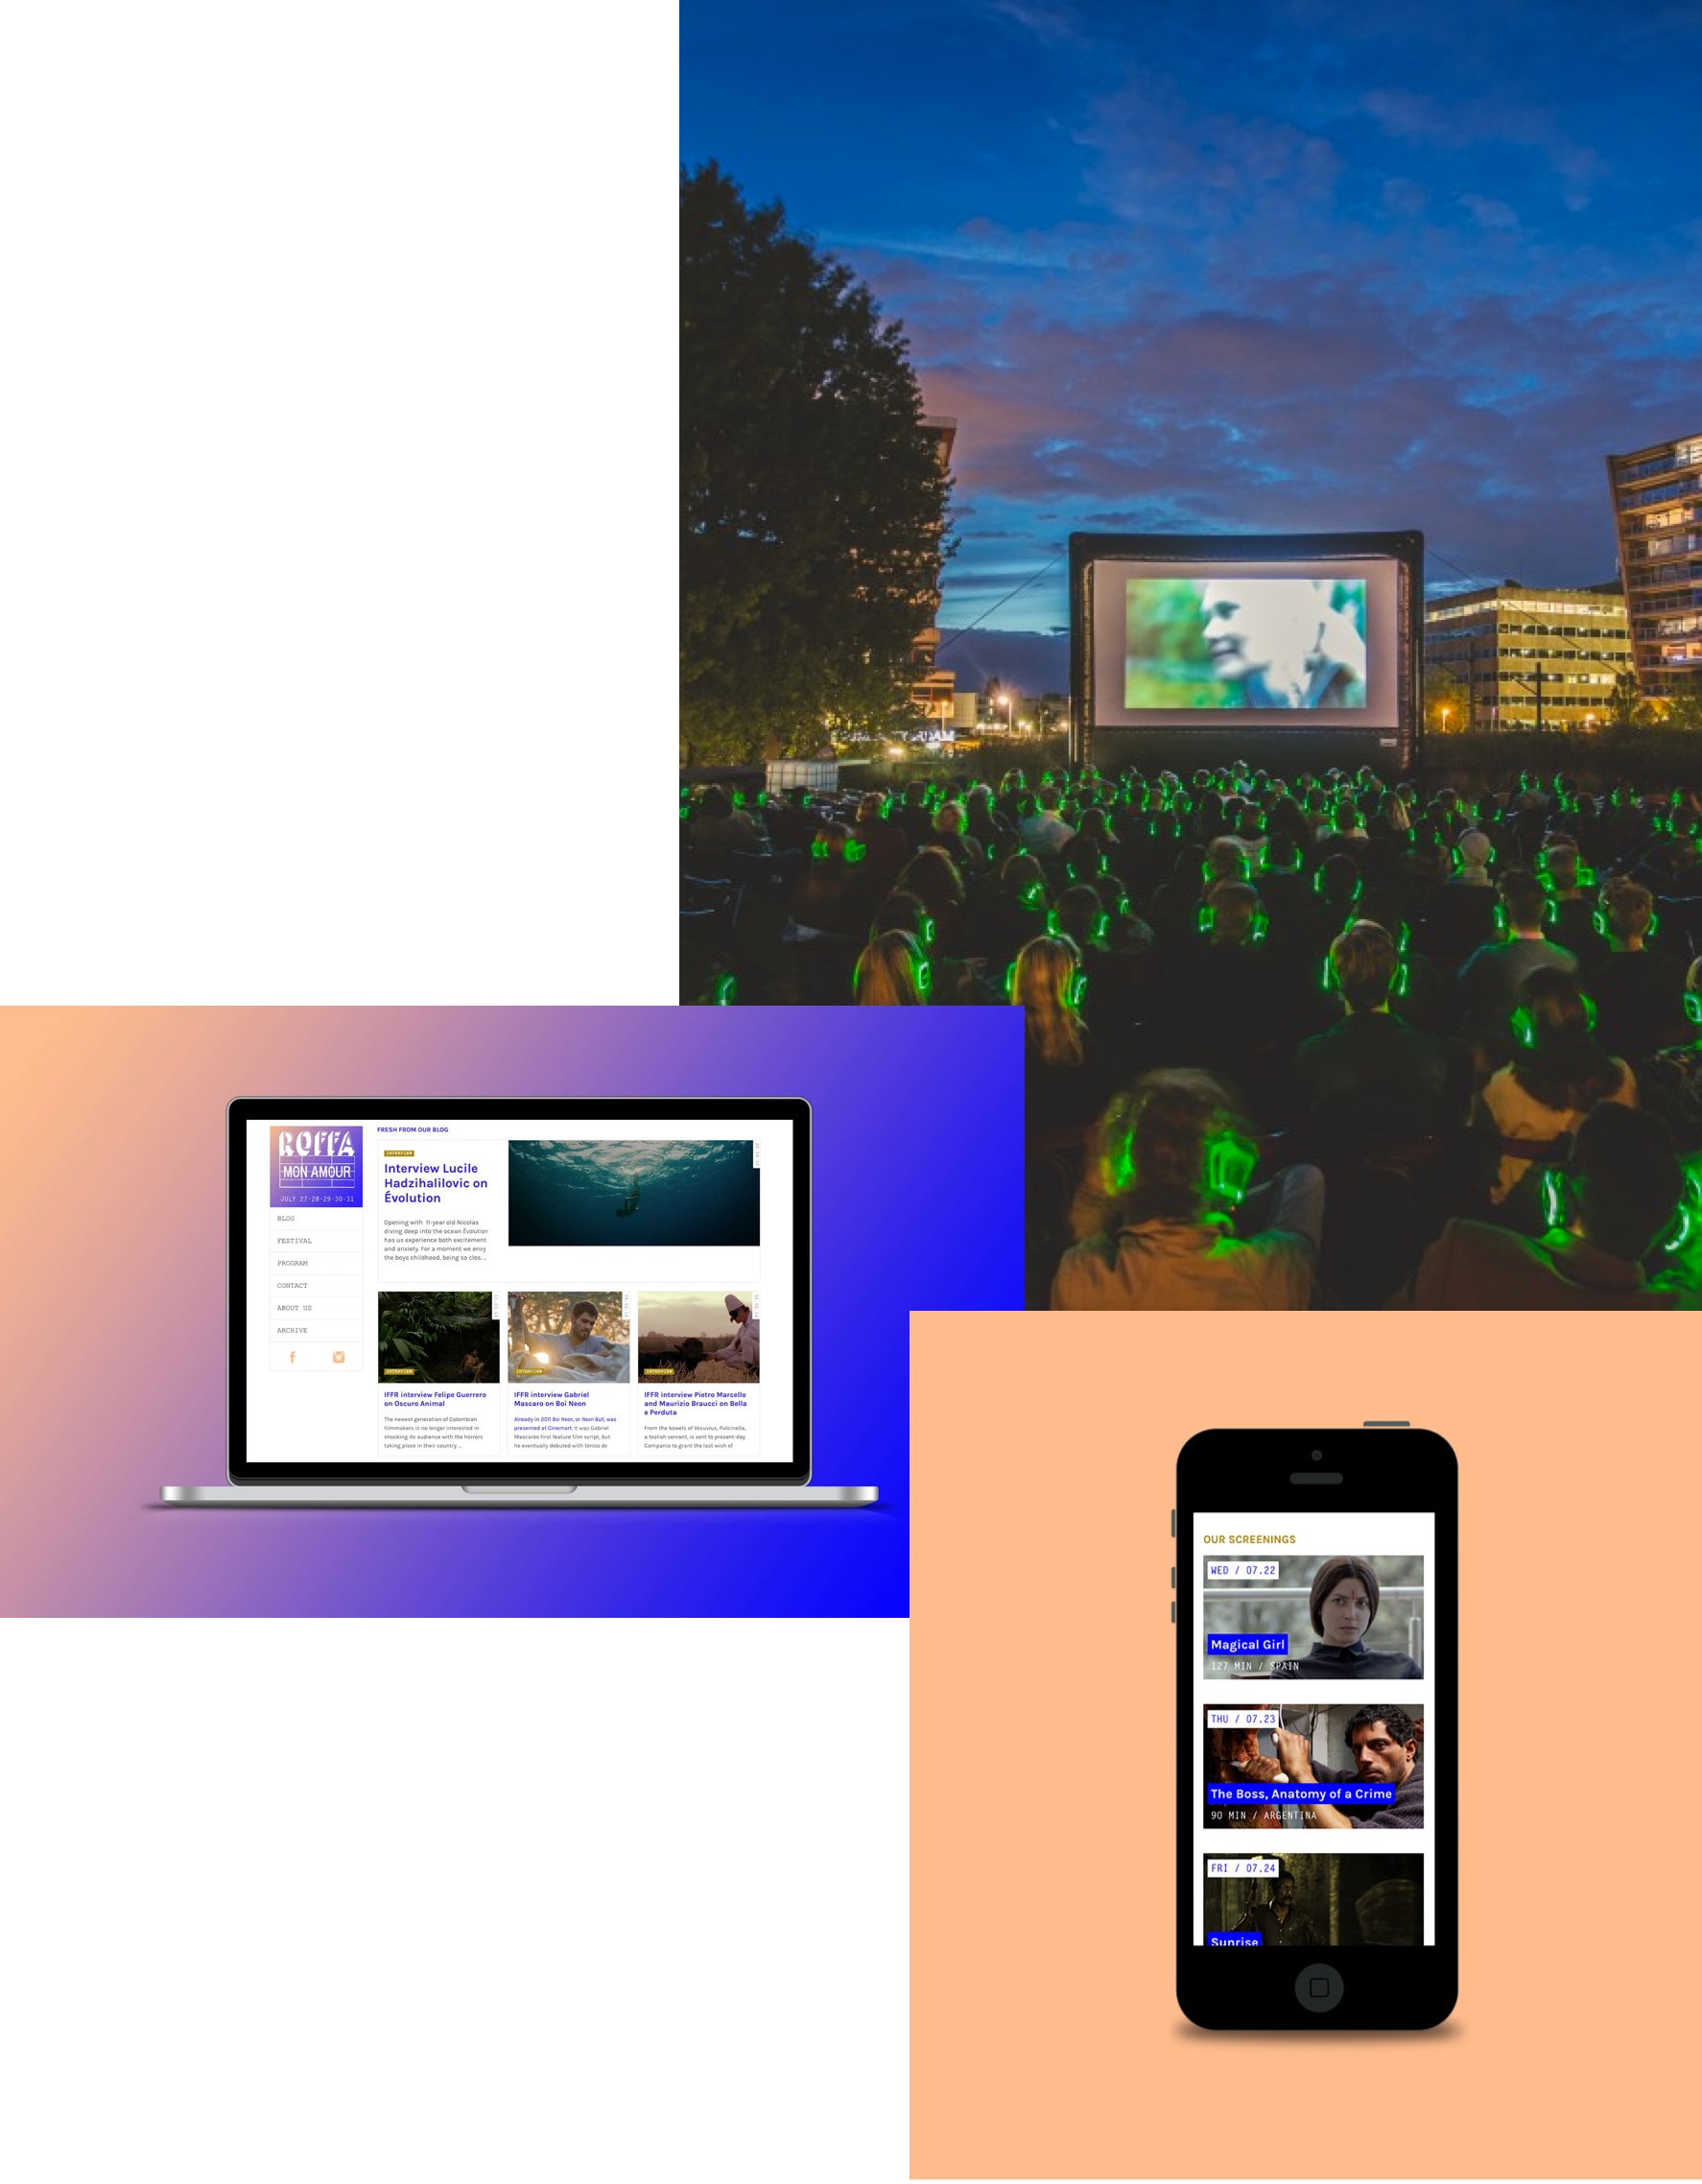 ROFFA
MON AMOUR
JULY 27-28-29-30-31
BLOG
FESTIVAL
PROGRAM
CONTACT
ABOUT US
ARCHIVE
FRESH FROM OUR BLOG
INTERVIEW
Interview Lucile
Hadzihalilovic on
Évolution
Opening with 11-year old Nicolas
diving deep into the ocean Évolution
has us experience both excitement
and anxiety. For a moment we envy
the boys childhood, being so clos...
INTERVIEW
IFFR interview Felipe Guerrero
on Oscuro Animal
The newest generation of Colombian
filmmakers is no longer interested in
shocking its audience with the horrors
taking place in their country. ...
INTERVIEW
IFFR interview Gabriel
Mascaro on Boi Neon
Already in 2011 Boi Neon, or Neon Bull, was
presented at Cinemart. It was Gabriel
Mascaros first feature film script, but
he eventually debuted with Ventos de
INTERVIEW
IFFR interview Pietro Marcello
and Maurizio Braucci on Bella
e Perduta
From the bowels of Vesuvius, Pulcinella,
a foolish servant, is sent to present-day
Campania to grant the last wish of
OUR SCREENINGS
WED / 07.22
Magical Girl
127 MIN / SPAIN
THU / 07.23
The Boss, Anatomy of a Crime
90 MIN / ARGENTINA
FRI / 07.24
Sunrise